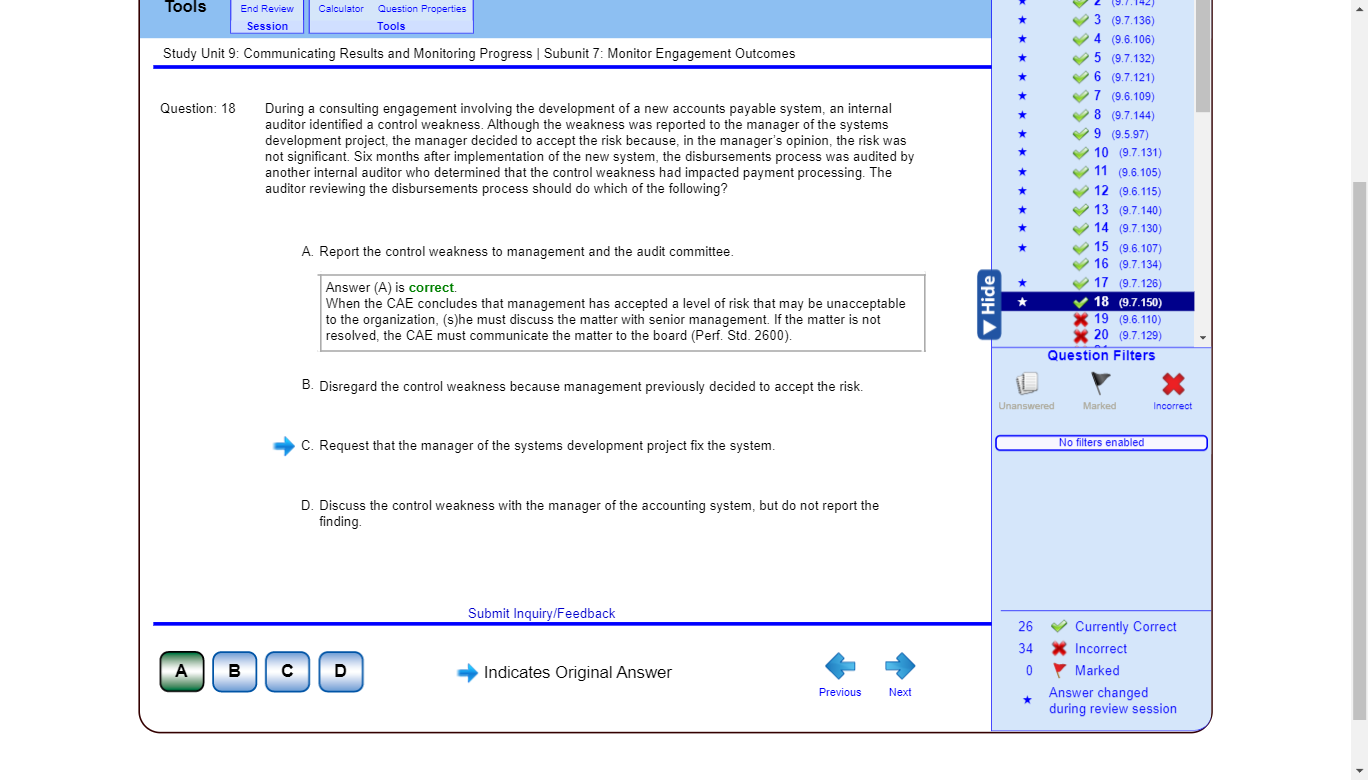 Tools
End Review
Session
Calculator Question Properties
Tools
Study Unit 9: Communicating Results and Monitoring Progress | Subunit 7: Monitor Engagement Outcomes
Question: 18
During a consulting engagement involving the development of a new accounts payable system, an internal
auditor identified a control weakness. Although the weakness was reported to the manager of the systems
development project, the manager decided to accept the risk because, in the manager's opinion, the risk was
not significant. Six months after implementation of the new system, the disbursements process was audited by
another internal auditor who determined that the control weakness had impacted payment processing. The
auditor reviewing the disbursements process should do which of the following?
A. Report the control weakness to management and the audit committee.
Answer (A) is correct.
When the CAE concludes that management has accepted a level of risk that may be unacceptable
to the organization, (s)he must discuss the matter with senior management. If the matter is not
resolved, the CAE must communicate the matter to the board (Perf. Std. 2600).
B. Disregard the control weakness because management previously decided to accept the risk.
C. Request that the manager of the systems development project fix the system.
D. Discuss the control weakness with the manager of the accounting system, but do not report the
finding.
Submit Inquiry/Feedback
A B C D
Indicates Original Answer
Previous Next
Hide
2 (9.7.142)
3 (9.7.136)
4 (9.6.106)
5 (9.7.132)
6 (9.7.121)
7 (9.6.109)
8 (9.7.144)
9 (9.5.97)
10 (9.7.131)
11 (9.6.105)
12 (9.6.115)
13 (9.7.140)
14 (9.7.130)
15 (9.6.107)
16 (9.7.134)
17 (9.7.126)
18 (9.7.150)
19 (9.6.110)
20 (9.7.129)
Question Filters
Unanswered Marked Incorrect
No filters enabled
26 Currently Correct
34 Incorrect
0 Marked
Answer changed
during review session